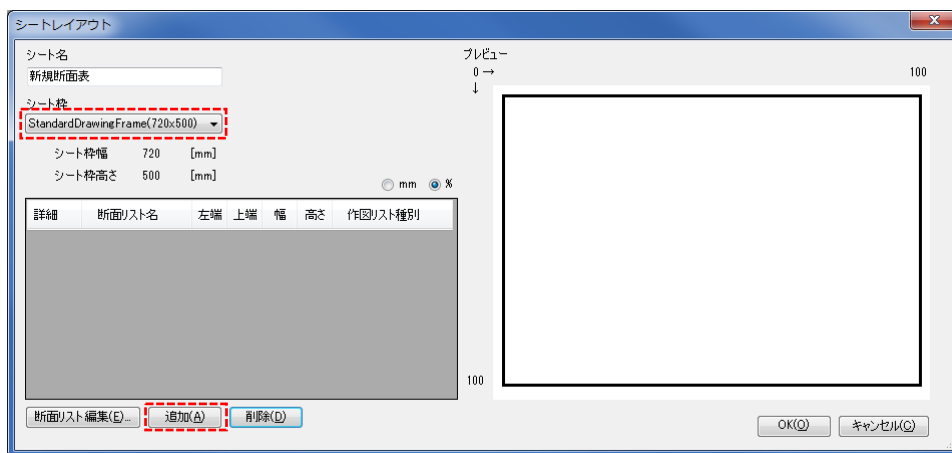 シートレイアウト
シート名
新規断面表
シート枠
StandardDrawingFrame(720x500)
シート枠幅 720 [mm]
シート枠高さ 500 [mm]
mm %
詳細 断面リスト名 左端 上端 幅 高さ 作図リスト種別
断面リスト編集(E)... 追加(A) 削除(D)
プレビュー
0 → 100
↓
100
OK(O) キャンセル(C)